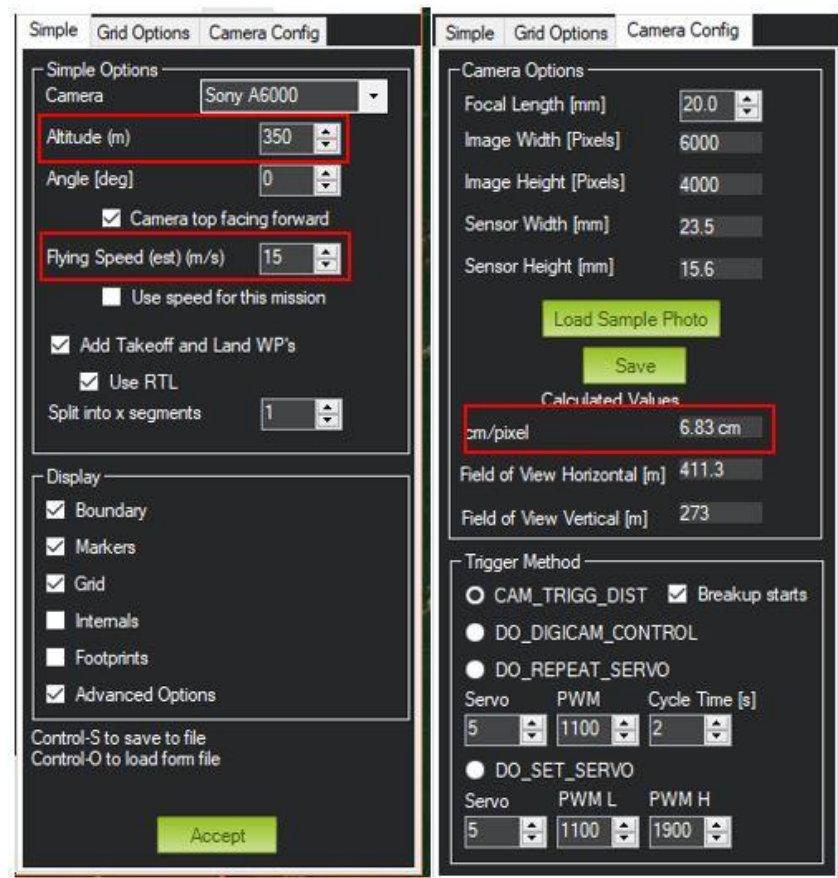 Simple Grid Options Camera Config
Simple Options
Camera Sony A6000
Altitude (m) 350
Angle [deg] 0
Camera top facing forward
Flying Speed (est) (m/s) 15
Use speed for this mission
Add Takeoff and Land WP's
Use RTL
Split into x segments 1
Display
Boundary
Markers
Grid
Internals
Footprints
Advanced Options
Control-S to save to file
Control-O to load form file
Accept
Simple Grid Options Camera Config
Camera Options
Focal Length [mm] 20.0
Image Width [Pixels] 6000
Image Height [Pixels] 4000
Sensor Width [mm] 23.5
Sensor Height [mm] 15.6
Load Sample Photo
Save
Calculated Values
cm/pixel 6.83 cm
Field of View Horizontal [m] 411.3
Field of View Vertical [m] 273
Trigger Method
CAM_TRIGG_DIST Breakup starts
DO_DIGICAM_CONTROL
DO_REPEAT_SERVO
Servo PWM Cycle Time [s]
5 1100 2
DO_SET_SERVO
Servo PWM L PWM H
5 1100 1900